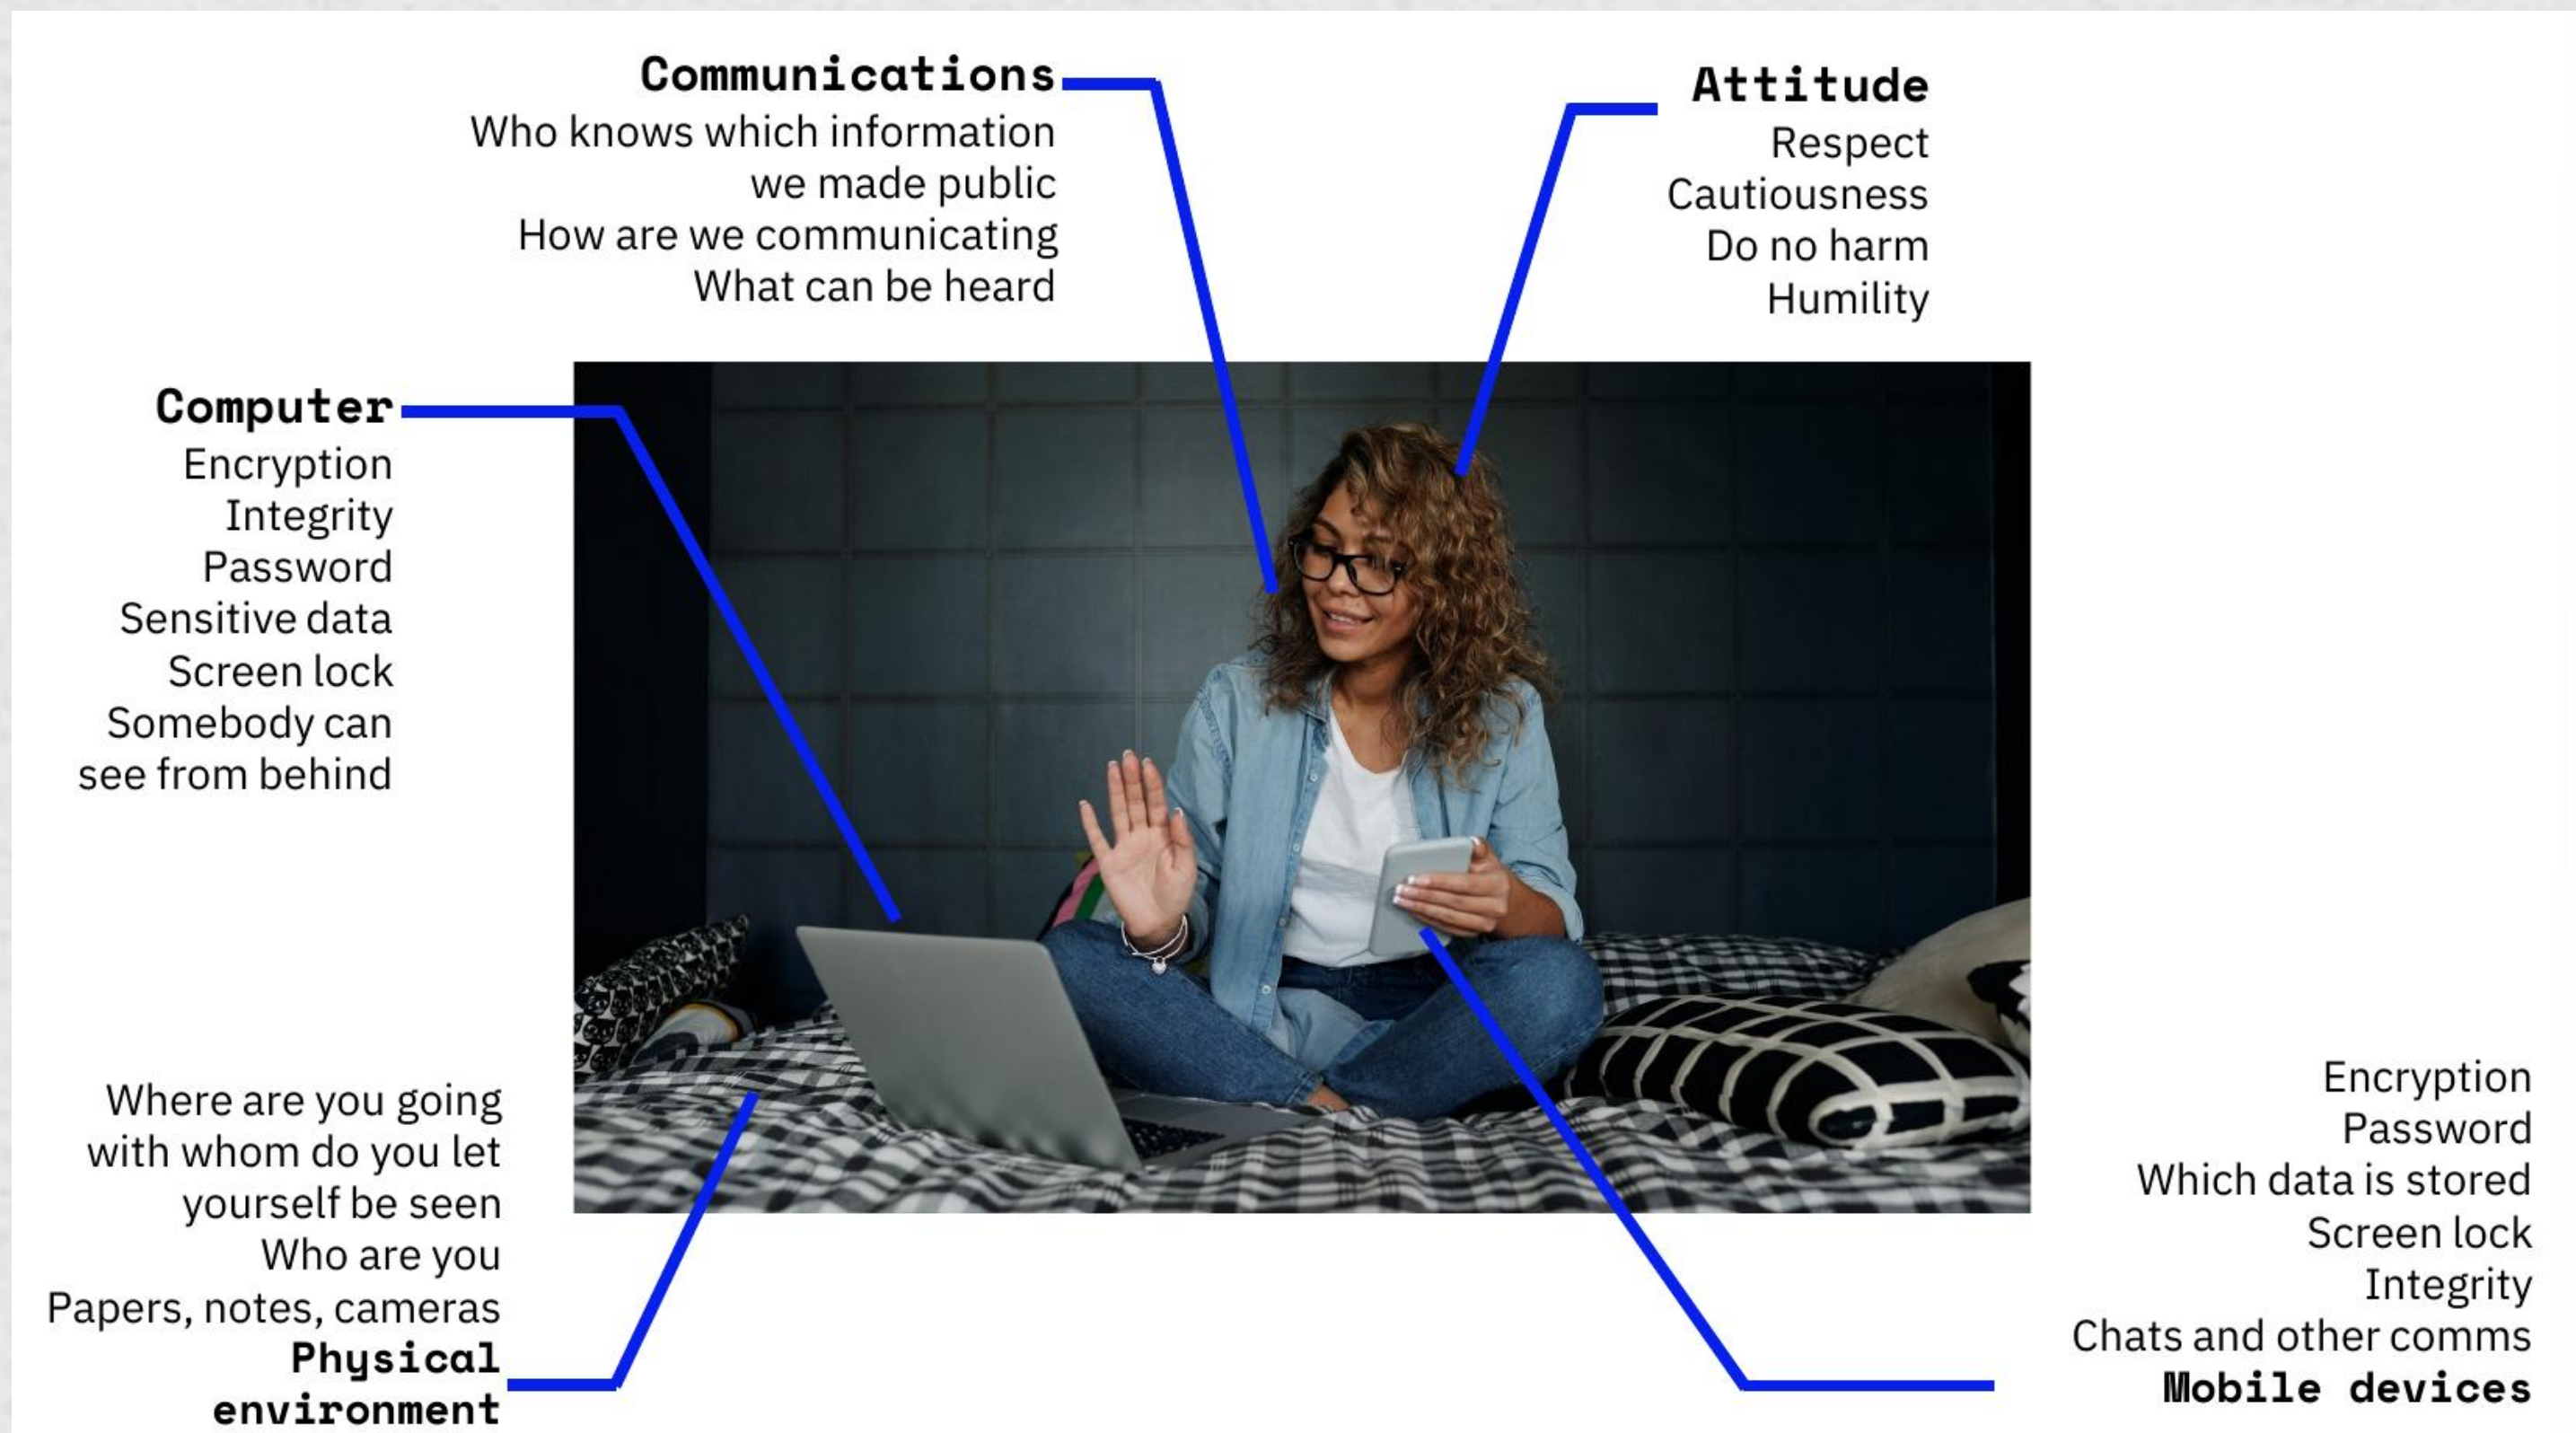 Communications
Who knows which information
we made public
How are we communicating
What can be heard
Attitude
Respect
Cautiousness
Do no harm
Humility
Computer
Encryption
Integrity
Password
Sensitive data
Screen lock
Somebody can
see from behind
Where are you going
with whom do you let
yourself be seen
Who are you
Papers, notes, cameras
Physical
environment
Encryption
Password
Which data is stored
Screen lock
Integrity
Chats and other comms
Mobile devices